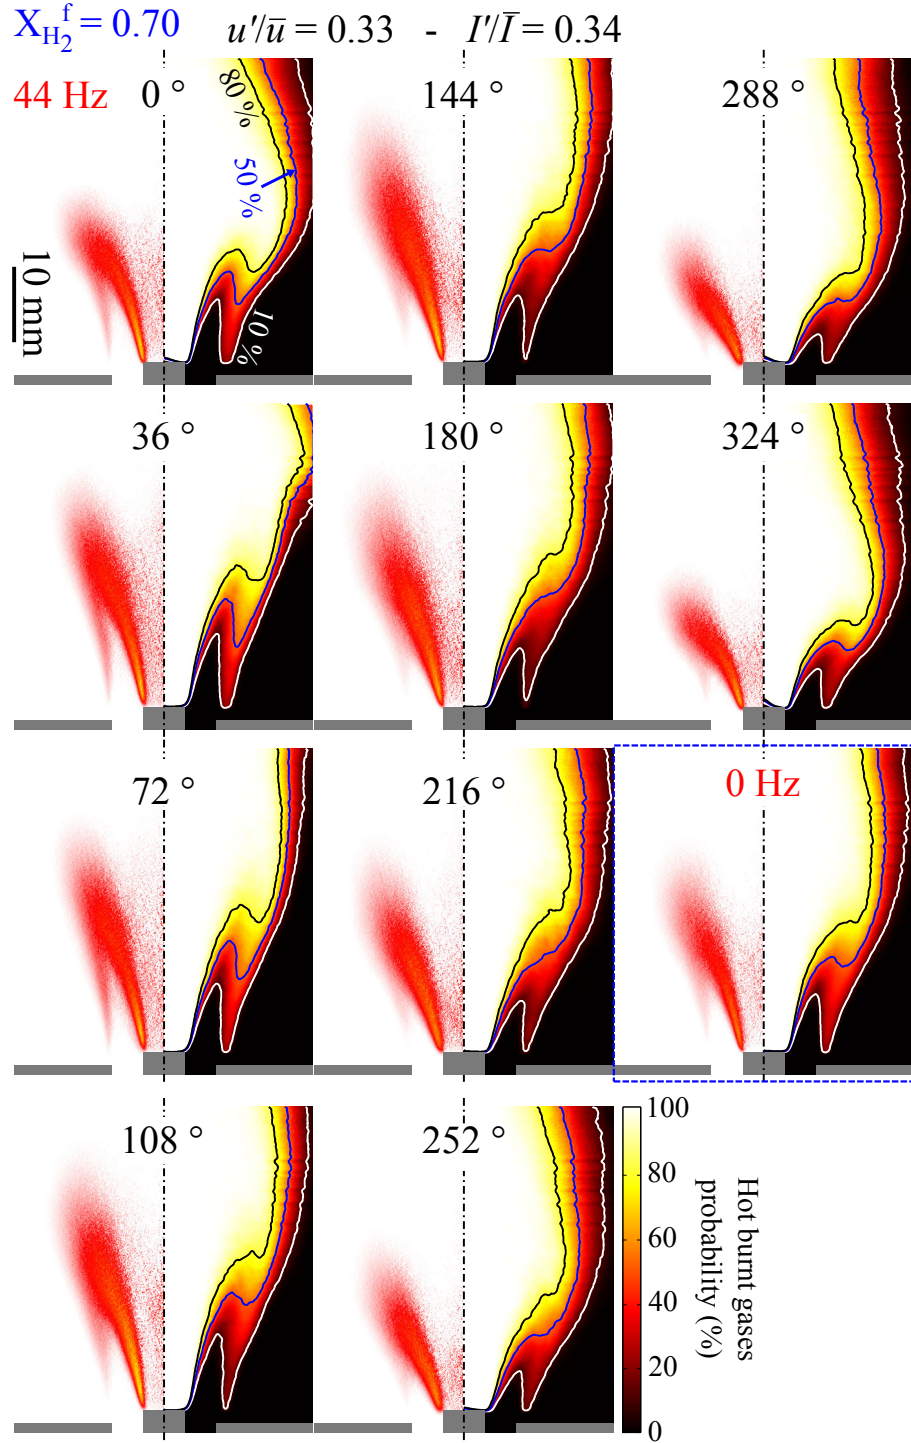 X_H₂^f = 0.70 u'/ū = 0.33 - I'/Ī = 0.34
44 Hz 0 ° 144 ° 288 °
80 %
50 %
10 %
10 mm
36 ° 180 ° 324 °
72 ° 216 ° 0 Hz
108 ° 252 °
100
80
60
40
20
0
Hot burnt gases
probability (%)